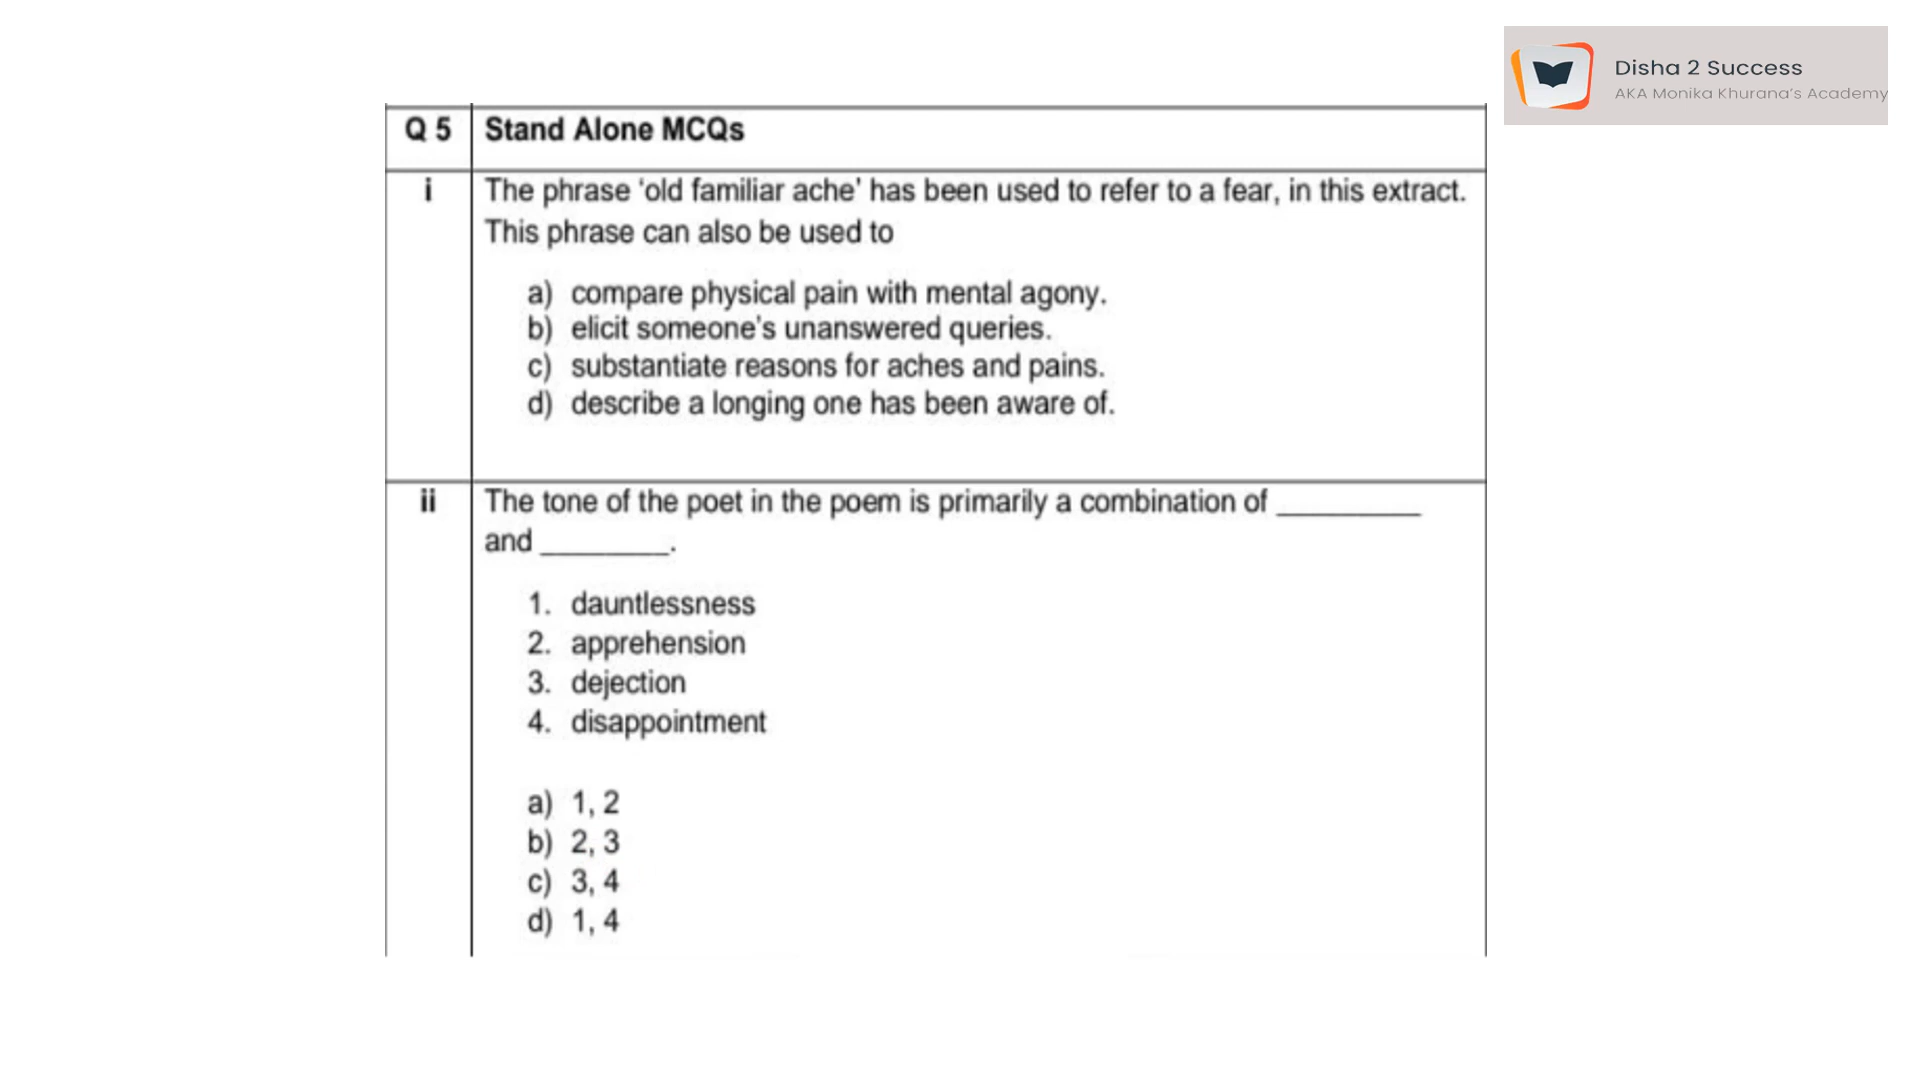 Disha 2 Success
AKA Monika Khurana's Academy
Q 5 Stand Alone MCQs
i The phrase ‘old familiar ache’ has been used to refer to a fear, in this extract.
This phrase can also be used to
a) compare physical pain with mental agony.
b) elicit someone’s unanswered queries.
c) substantiate reasons for aches and pains.
d) describe a longing one has been aware of.
ii The tone of the poet in the poem is primarily a combination of _________
and ________.
1. dauntlessness
2. apprehension
3. dejection
4. disappointment
a) 1, 2
b) 2, 3
c) 3, 4
d) 1, 4